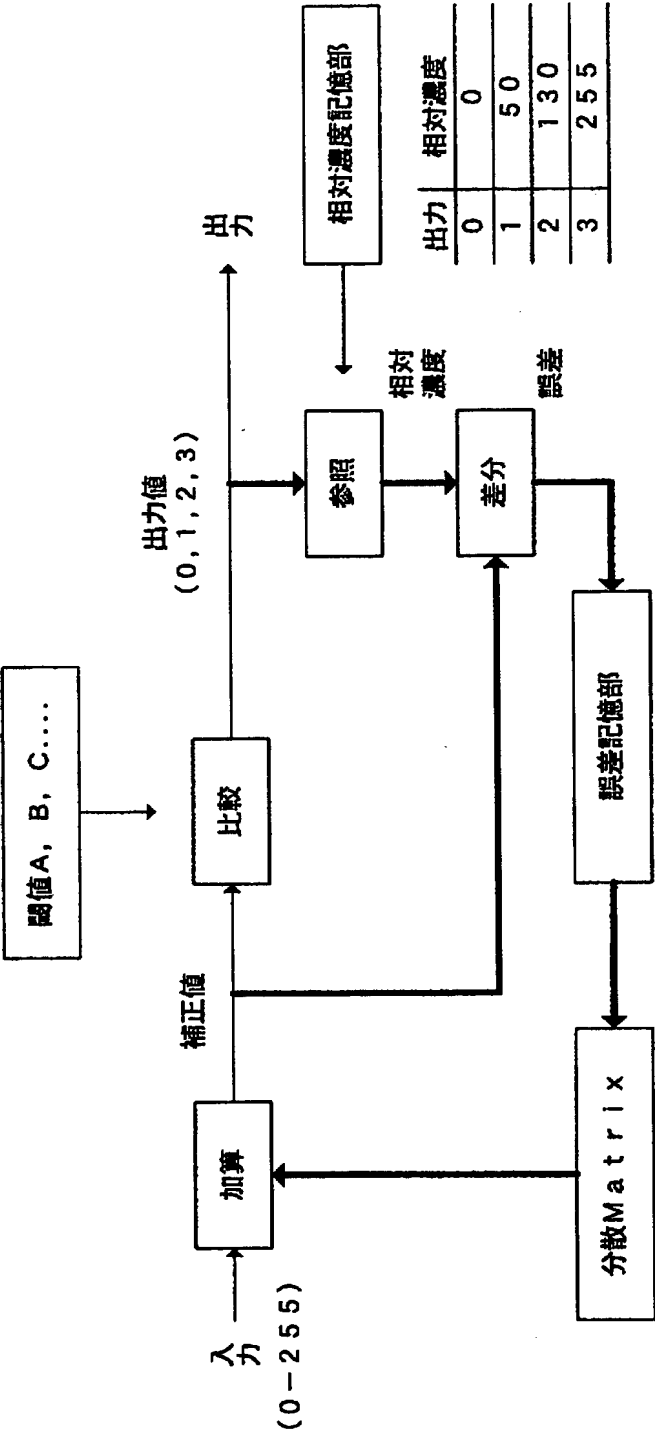 閾値A, B, C....
入力
(0-255)
加算
補正値
比較
出力値
(0, 1, 2, 3)
出力
参照
相対濃度記憶部
相対
濃度
差分
誤差
誤差記憶部
分散Matrix
出力 相対濃度
0 0
1 50
2 130
3 255